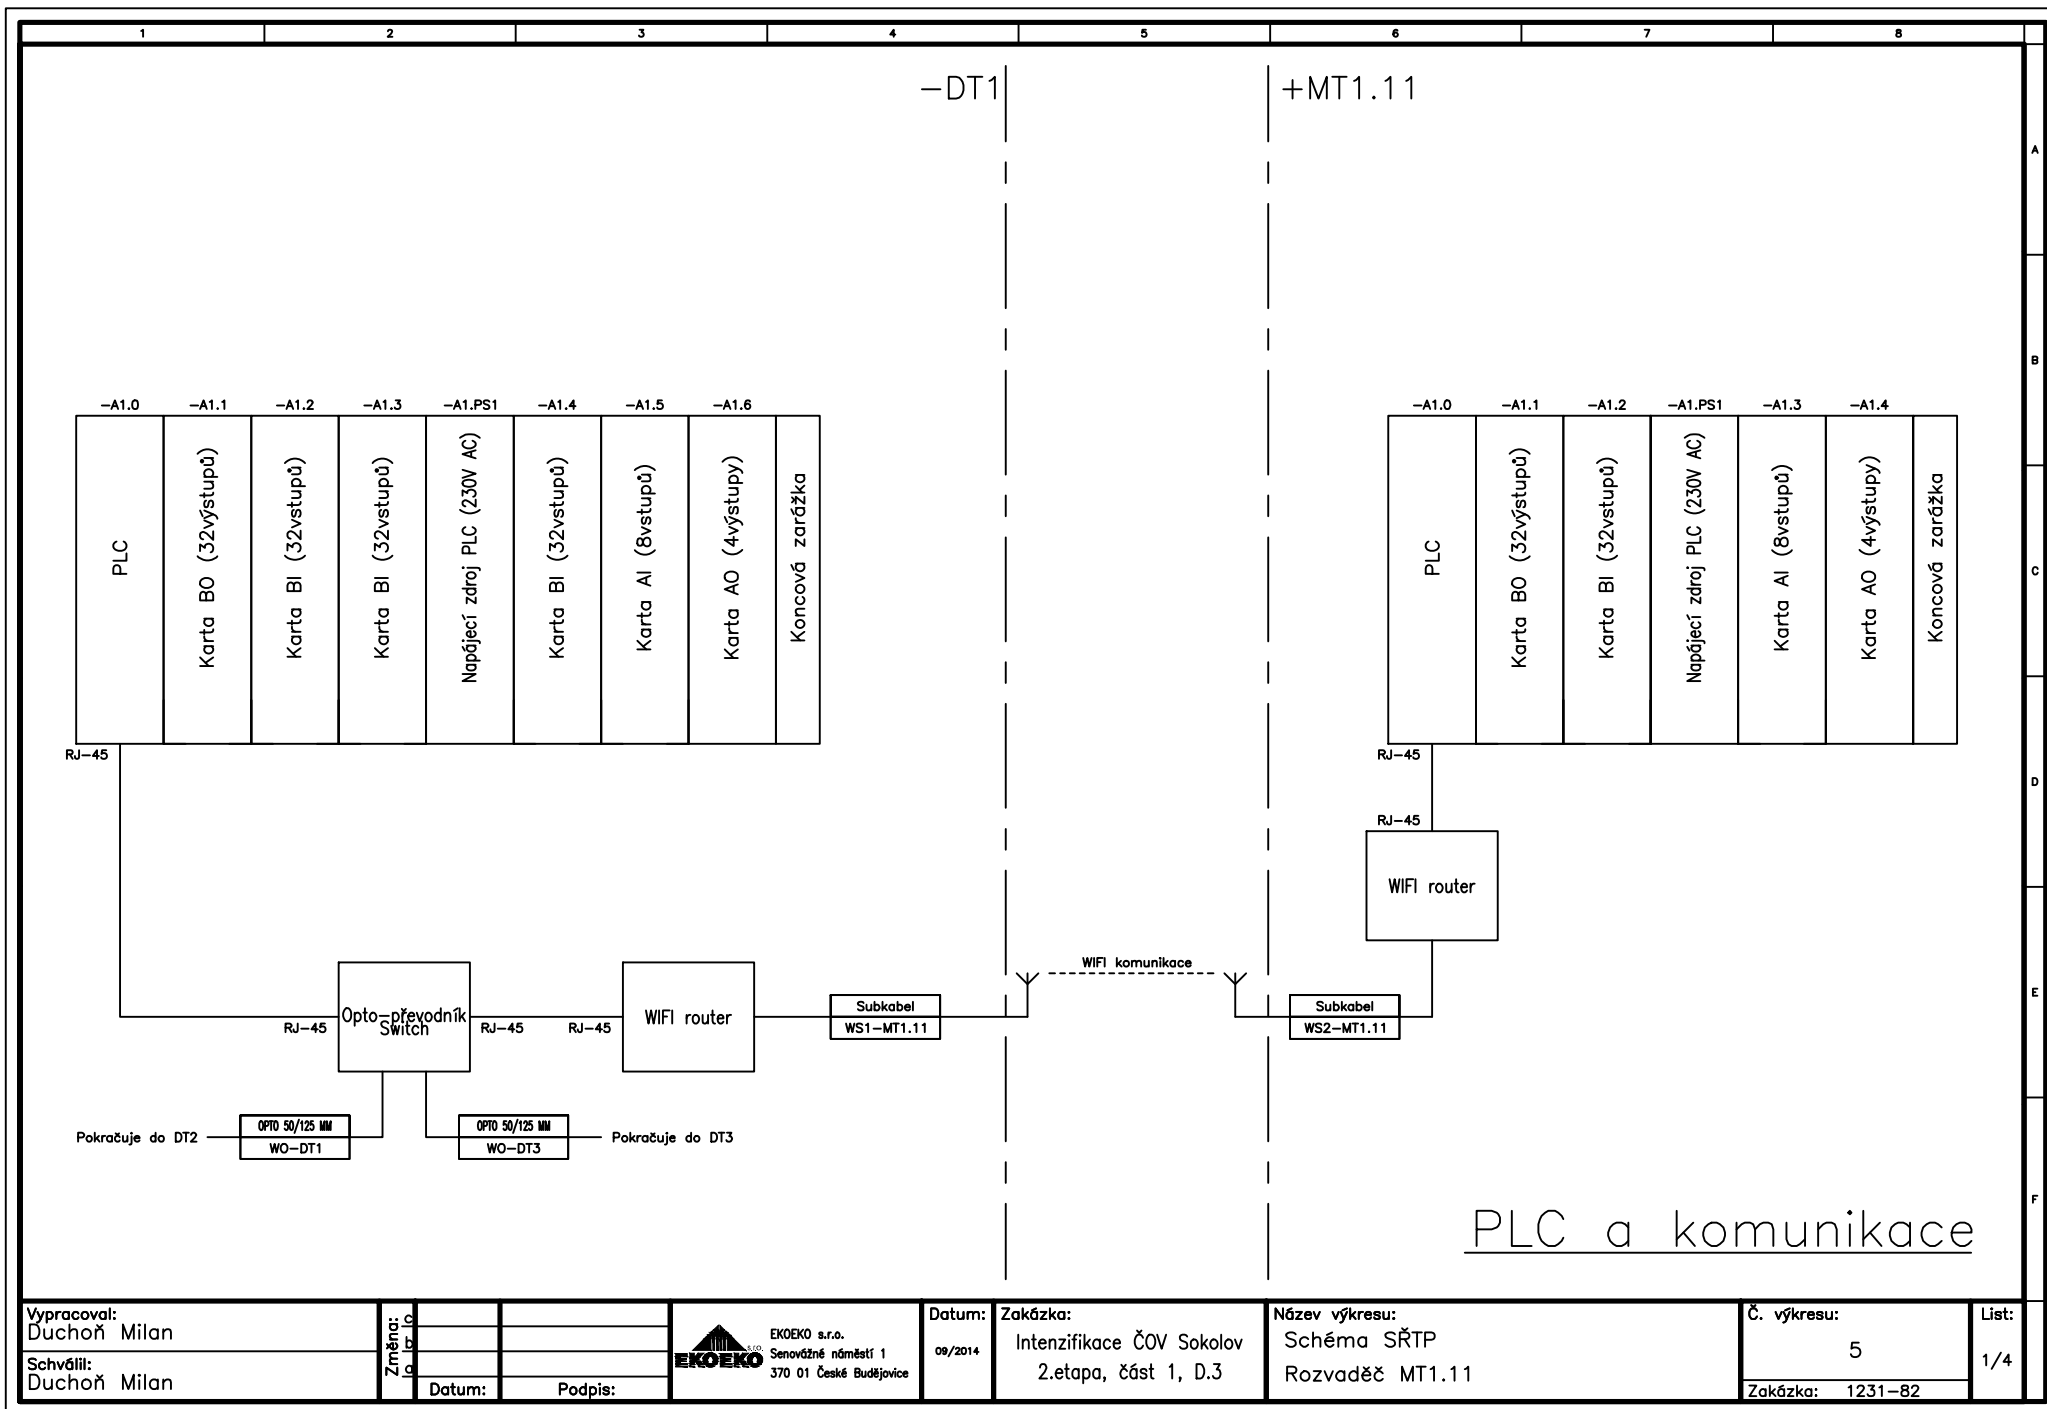 1 2 3 4 5 6 7 8
−DT1 +MT1.11
A
B
C
D
E
F
−A1.0 −A1.1 −A1.2 −A1.3 −A1.PS1 −A1.4 −A1.5 −A1.6
PLC
Karta BO (32výstupů)
Karta BI (32vstupů)
Karta BI (32vstupů)
Napájecí zdroj PLC (230V AC)
Karta BI (32vstupů)
Karta AI (8vstupů)
Karta AO (4výstupy)
Koncová zarážka
RJ−45
−A1.0 −A1.1 −A1.2 −A1.PS1 −A1.3 −A1.4
PLC
Karta BO (32výstupů)
Karta BI (32vstupů)
Napájecí zdroj PLC (230V AC)
Karta AI (8vstupů)
Karta AO (4výstupy)
Koncová zarážka
RJ−45
RJ−45
WIFI router
WIFI komunikace
RJ−45
Opto−převodník
Switch
RJ−45
RJ−45
WIFI router
Subkabel
WS1−MT1.11
Subkabel
WS2−MT1.11
Pokračuje do DT2
OPTO 50/125 MM
WO−DT1
OPTO 50/125 MM
WO−DT3
Pokračuje do DT3
PLC a komunikace
Vypracoval:
Duchoň Milan
Schválil:
Duchoň Milan
Změna:
c
b
a
Datum:
Podpis:
EKOEKO s.r.o.
EKOEKO s.r.o.
Senovážné náměstí 1
370 01 České Budějovice
Datum:
09/2014
Zakázka:
Intenzifikace ČOV Sokolov
2.etapa, část 1, D.3
Název výkresu:
Schéma SŘTP
Rozvaděč MT1.11
Č. výkresu:
5
Zakázka: 1231−82
List:
1/4